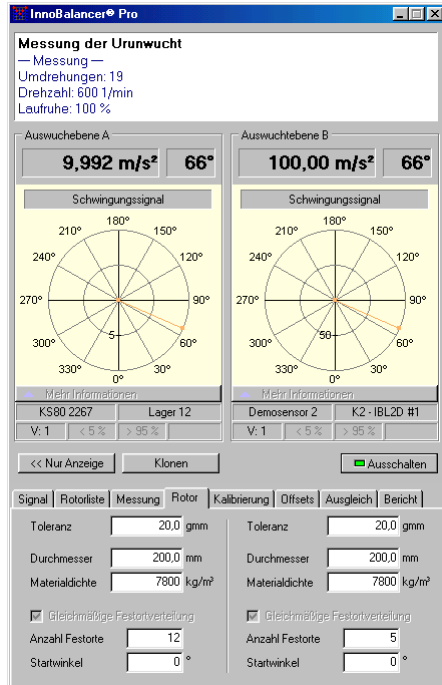 InnoBalancer® Pro
Messung der Urunwucht
— Messung —
Umdrehungen: 19
Drehzahl: 600 1/min
Laufruhe: 100 %
Auswuchebene A
9,992 m/s² 66°
Schwingungssignal
180°
210° 150°
240° 120°
270° 90°
5
300° 60°
330° 30°
0°
Mehr Informationen
KS80 2267 Lager 12
V: 1 < 5 % > 95 %
Auswuchtebene B
100,00 m/s² 66°
Schwingungssignal
180°
210° 150°
240° 120°
270° 90°
50
300° 60°
330° 30°
0°
Mehr Informationen
Demosensor 2 K2 - IBL2D #1
V: 1 < 5 % > 95 %
<< Nur Anzeige Klonen Ausschalten
Signal Rotorliste Messung Rotor Kalibrierung Offsets Ausgleich Bericht
Toleranz 20,0 gmm
Durchmesser 200,0 mm
Materialdichte 7800 kg/m³
Gleichmäßige Festortverteilung
Anzahl Festorte 12
Startwinkel 0 °
Toleranz 20,0 gmm
Durchmesser 200,0 mm
Materialdichte 7800 kg/m³
Gleichmäßige Festortverteilung
Anzahl Festorte 5
Startwinkel 0 °